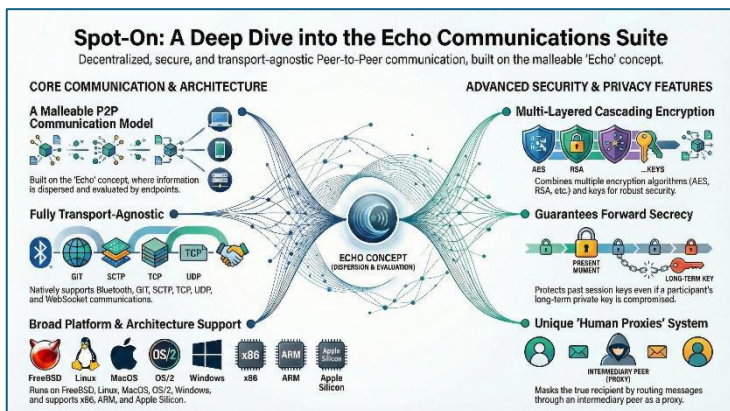 Spot-On: A Deep Dive into the Echo Communications Suite
Decentralized, secure, and transport-agnostic Peer-to-Peer communication, built on the malleable 'Echo' concept.
CORE COMMUNICATION & ARCHITECTURE
A Malleable P2P
Communication Model
Built on the 'Echo' concept, where information
is dispersed and evaluated by endpoints.
Fully Transport-Agnostic
TCP
GIT
SCTP
TCP
UDP
Natively supports Bluetooth, GIT, SCTP, TCP, UDP,
and WebSocket communications.
Broad Platform & Architecture Support
OS/2
x86
ARM
Apple
Silicon
FreeBSD
Linux
MacOS
OS/2
Windows
x86
ARM
Apple
Silicon
Runs on FreeBSD, Linux, MacOS, OS/2, Windows,
and supports x86, ARM, and Apple Silicon.
ECHO CONCEPT
(DISPERSION & EVALUATION)
ADVANCED SECURITY & PRIVACY FEATURES
Multi-Layered Cascading Encryption
AES
RSA
...KEYS
Combines multiple encryption algorithms (AES,
RSA, etc.) and keys for robust security.
Guarantees Forward Secrecy
PRESENT
MOMENT
LONG-TERM KEY
Protects past session keys even if a participant's
long-term private key is compromised.
Unique 'Human Proxies' System
INTERMEDIARY PEER
(PROXY)
Masks the true recipient by routing messages
through an intermediary peer as a proxy.